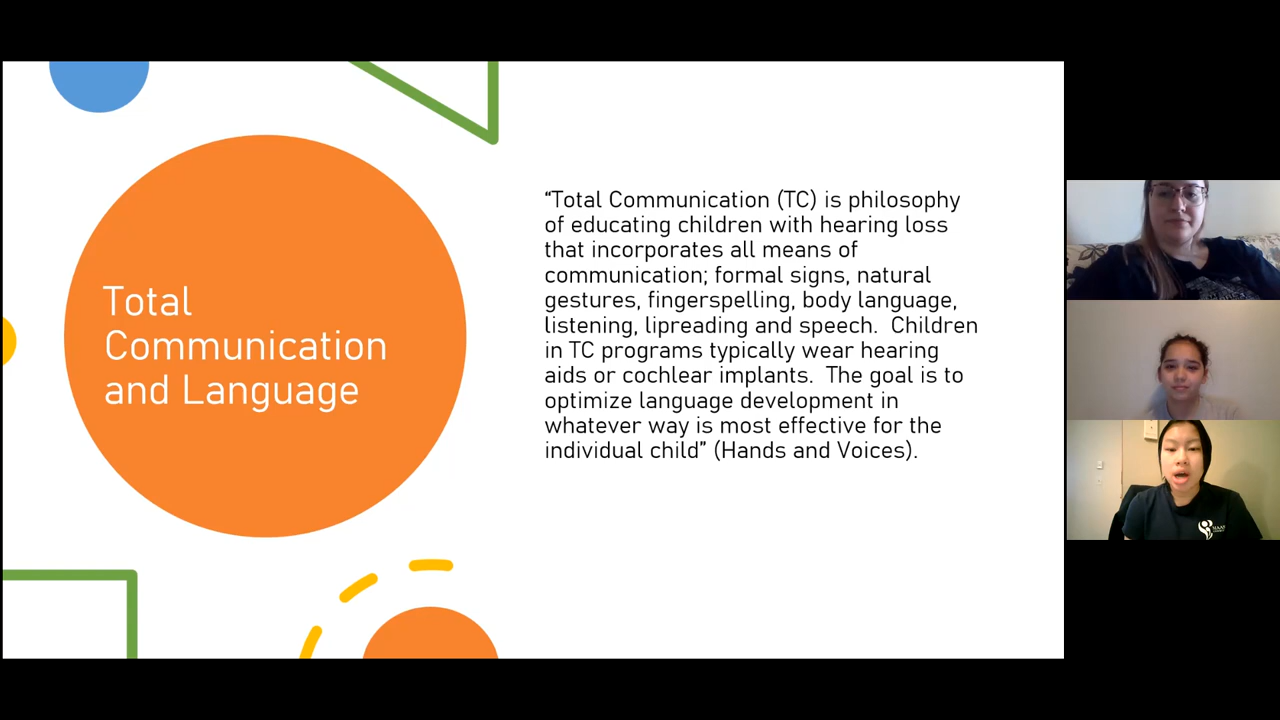 Total
Communication
and Language
“Total Communication (TC) is philosophy
of educating children with hearing loss
that incorporates all means of
communication; formal signs, natural
gestures, fingerspelling, body language,
listening, lipreading and speech.  Children
in TC programs typically wear hearing
aids or cochlear implants.  The goal is to
optimize language development in
whatever way is most effective for the
individual child” (Hands and Voices).